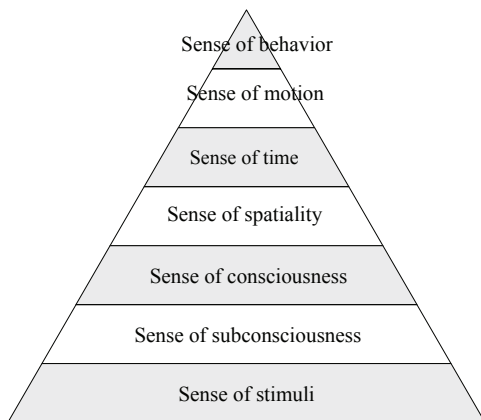 Sense of behavior
Sense of motion
Sense of time
Sense of spatiality
Sense of consciousness
Sense of subconsciousness
Sense of stimuli